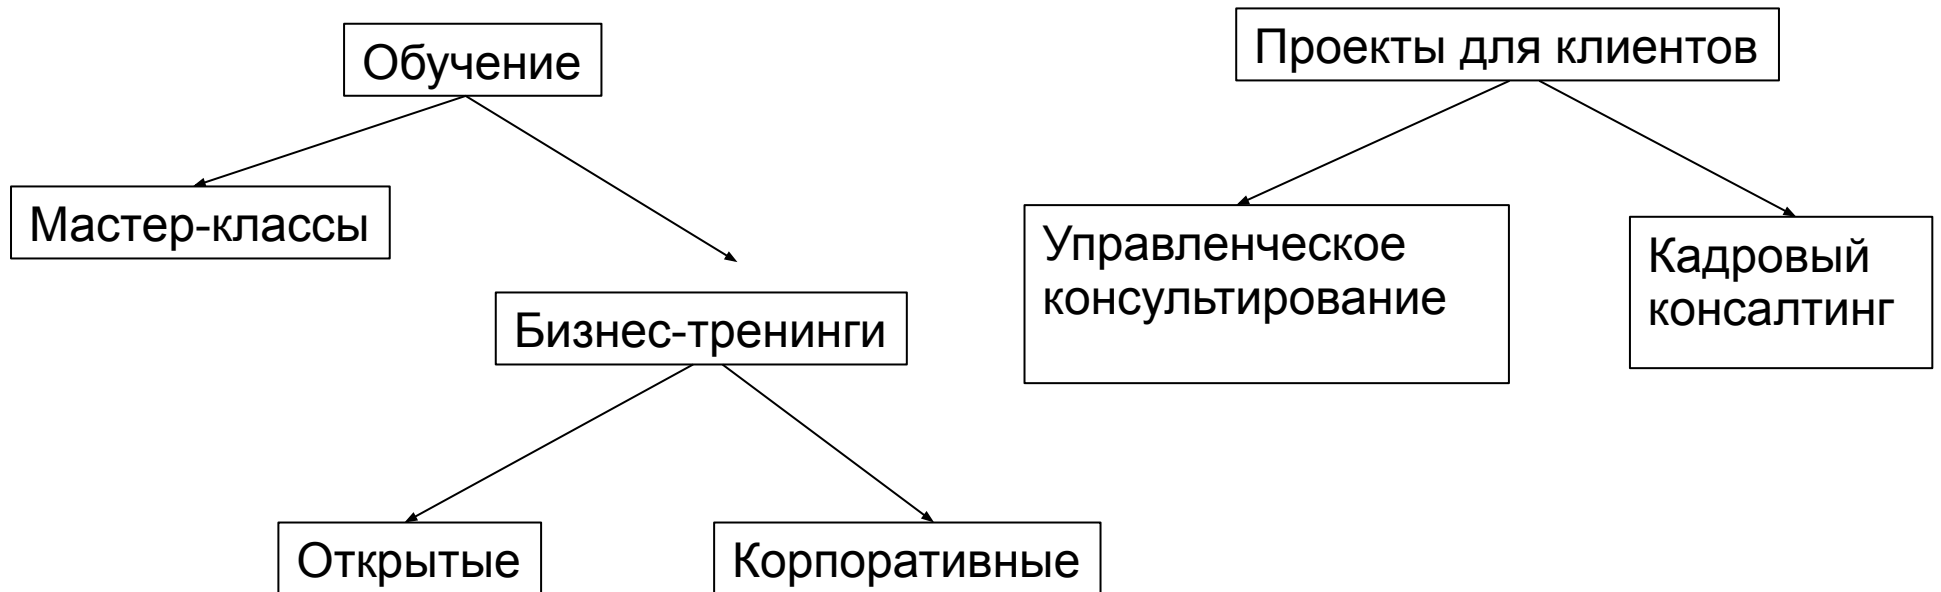 Обучение
Проекты для клиентов
Мастер-классы
Управленческое
консультирование
Кадровый
консалтинг
Бизнес-тренинги
Открытые
Корпоративные